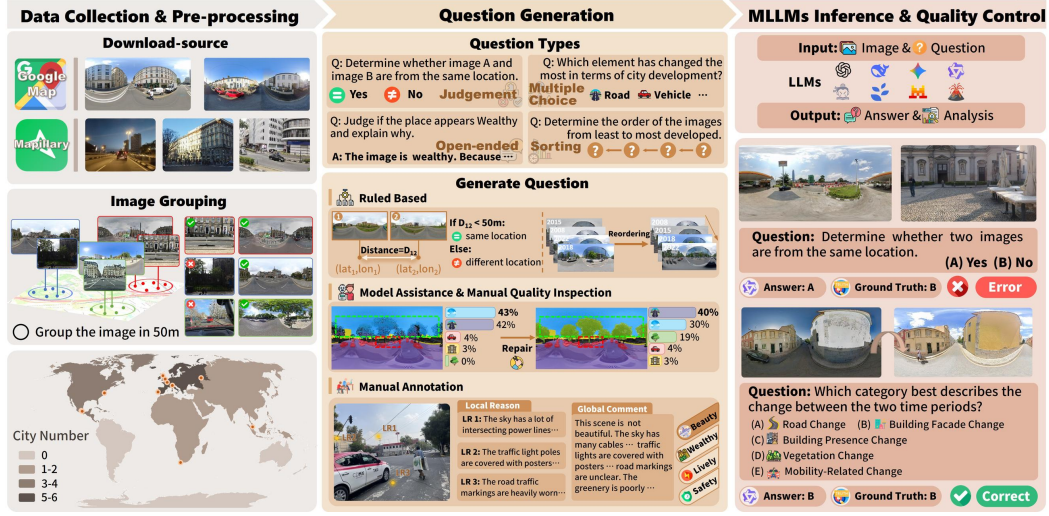 Data Collection & Pre-processing
Download-source
Google
Map
Mapillary
Image Grouping
Group the image in 50m
City Number
0
1-2
3-4
5-6
Question Generation
Question Types
Q: Determine whether image A and
image B are from the same location.
Yes No Judgement
Q: Which element has changed the
most in terms of city development?
Multiple
Choice
Road Vehicle ···
Q: Judge if the place appears Wealthy
and explain why.
Open-ended
A: The image is wealthy. Because ···
Q: Determine the order of the images
from least to most developed.
Sorting ? ? ? ?
Generate Question
Ruled Based
1 2
Distance=D12
(lat1,lon1) (lat2,lon2)
If D12 < 50m:
same location
Else:
different location
2015
2018
Reordering
2008
2015
2018
Model Assistance & Manual Quality Inspection
43%
42%
4%
3%
0%
Repair
40%
30%
19%
4%
3%
Manual Annotation
LR1
Local Reason
LR 1: The sky has a lot of
intersecting power lines···
LR 2: The traffic light poles
are covered with posters···
LR 3: The road traffic
markings are heavily worn···
Global Comment
This scene is not
beautiful. The sky has
many cables ··· traffic
lights are covered with
posters ··· road markings
are unclear. The
greenery is poorly ···
Beauty
Wealthy
Lively
Safety
MLLMs Inference & Quality Control
Input: Image & ? Question
LLMs
Output: Answer & Analysis
Question: Determine whether two images
are from the same location.
(A) Yes (B) No
Answer: A Ground Truth: B Error
Question: Which category best describes the
change between the two time periods?
(A) Road Change (B) Building Facade Change
(C) Building Presence Change
(D) Vegetation Change
(E) Mobility-Related Change
Answer: B Ground Truth: B Correct